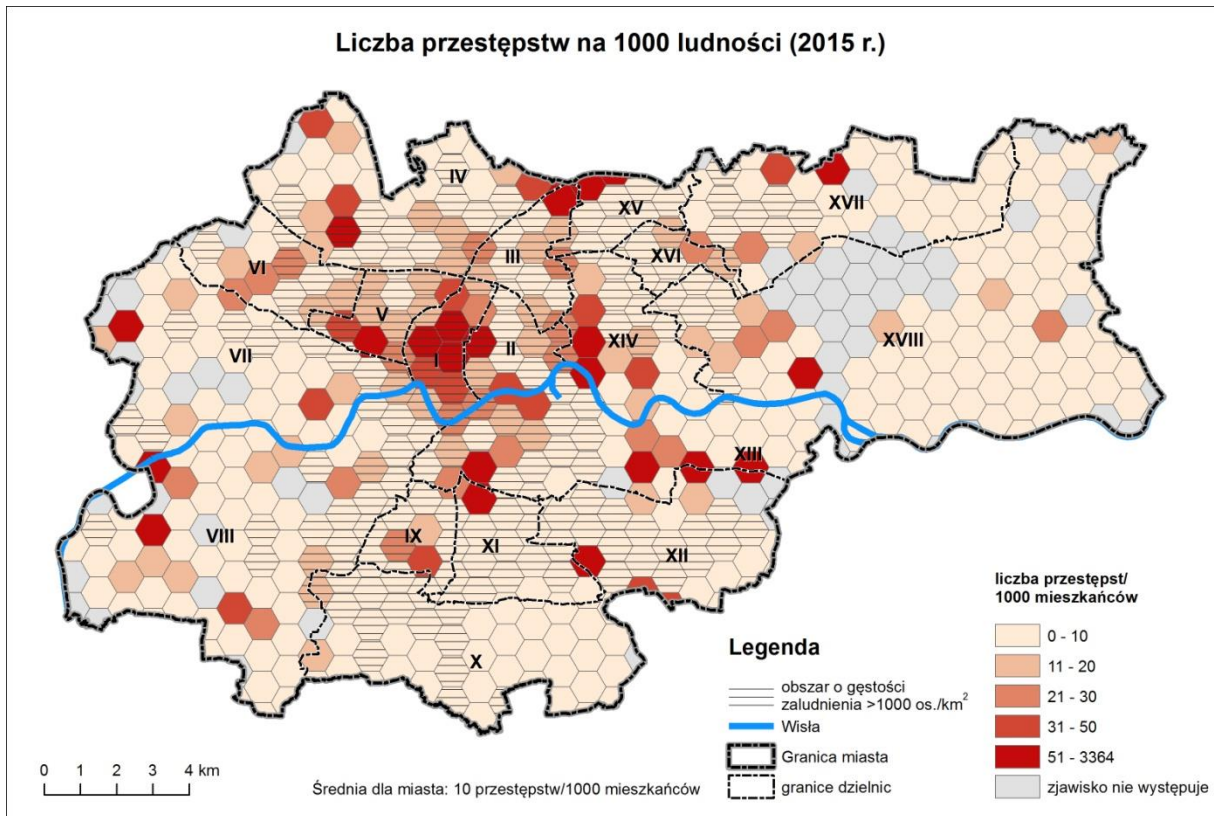 Liczba przestępstw na 1000 ludności (2015 r.)
IV
XV
XVII
III
XVI
VI
V
VII
I
II
XIV
XVIII
XIII
VIII
IX
XI
XII
X
Legenda
obszar o gęstości
zaludnienia >1000 os./km²
Wisła
Granica miasta
granice dzielnic
liczba przestępst/
1000 mieszkańców
0 - 10
11 - 20
21 - 30
31 - 50
51 - 3364
zjawisko nie występuje
0 1 2 3 4 km
Średnia dla miasta: 10 przestępstw/1000 mieszkańców